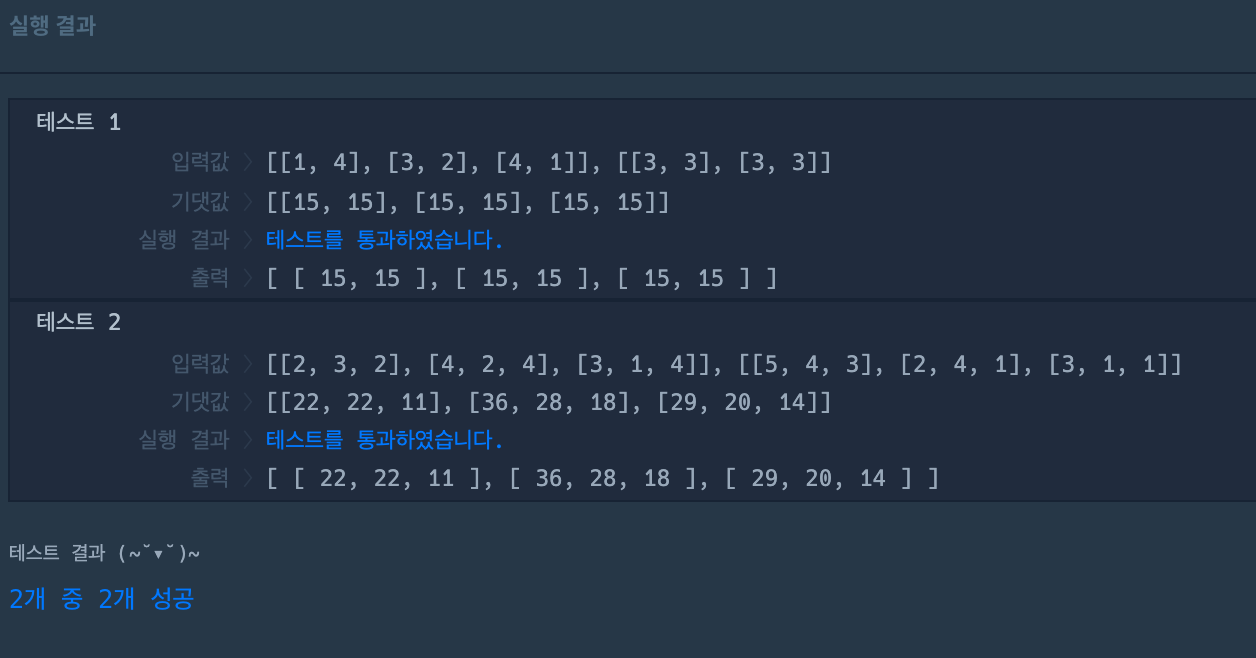 실행 결과
테스트 1
입력값 〉 [[1, 4], [3, 2], [4, 1]], [[3, 3], [3, 3]]
기댓값 〉 [[15, 15], [15, 15], [15, 15]]
실행 결과 〉 테스트를 통과하였습니다.
출력 〉 [ [ 15, 15 ], [ 15, 15 ], [ 15, 15 ] ]
테스트 2
입력값 〉 [[2, 3, 2], [4, 2, 4], [3, 1, 4]], [[5, 4, 3], [2, 4, 1], [3, 1, 1]]
기댓값 〉 [[22, 22, 11], [36, 28, 18], [29, 20, 14]]
실행 결과 〉 테스트를 통과하였습니다.
출력 〉 [ [ 22, 22, 11 ], [ 36, 28, 18 ], [ 29, 20, 14 ] ]
테스트 결과 (~˘▾˘)~
2개 중 2개 성공